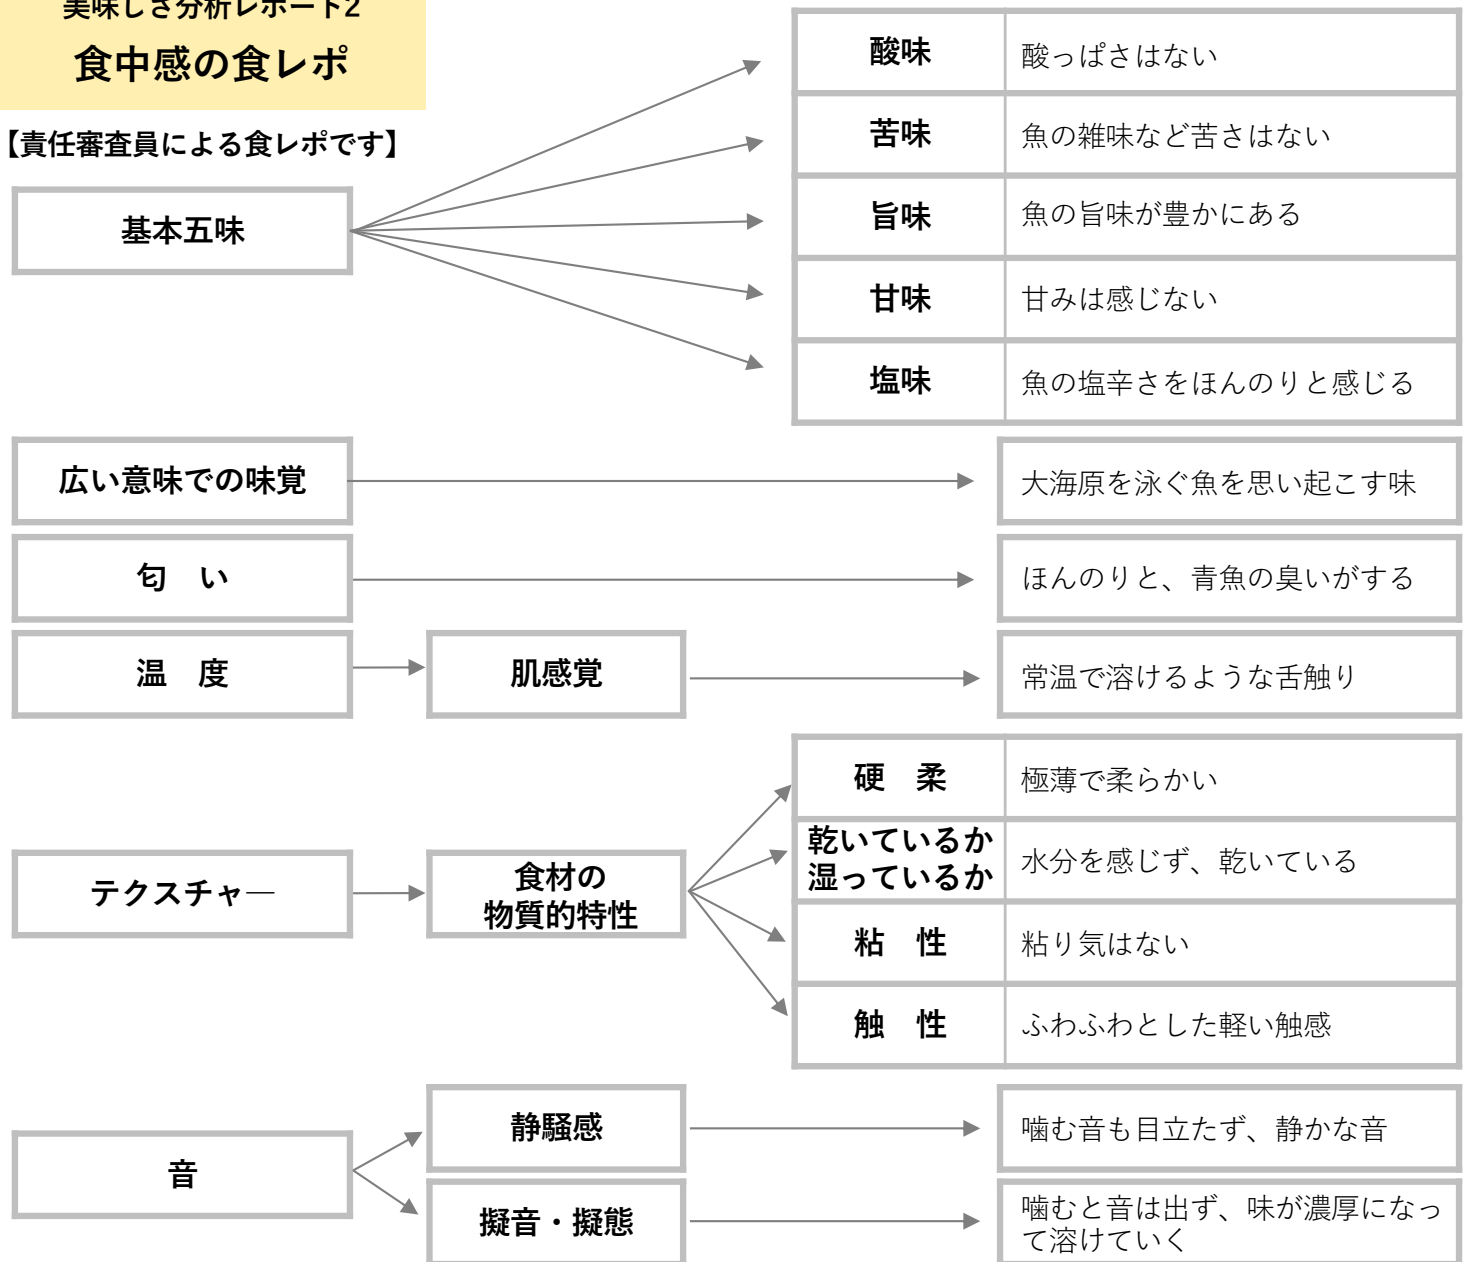 美味しさ分析レポート2
食中感の食レポ
【責任審査員による食レポです】
基本五味
酸味 酸っぱさはない
苦味 魚の雑味など苦さはない
旨味 魚の旨味が豊かにある
甘味 甘みは感じない
塩味 魚の塩辛さをほんのりと感じる
広い意味での味覚 大海原を泳ぐ魚を思い起こす味
匂　い ほんのりと、青魚の臭いがする
温　度 肌感覚 常温で溶けるような舌触り
テクスチャ―
食材の
物質的特性
硬　柔 極薄で柔らかい
乾いているか
湿っているか
水分を感じず、乾いている
粘　性 粘り気はない
触　性 ふわふわとした軽い触感
音
静騒感 噛む音も目立たず、静かな音
擬音・擬態
噛むと音は出ず、味が濃厚になっ
て溶けていく